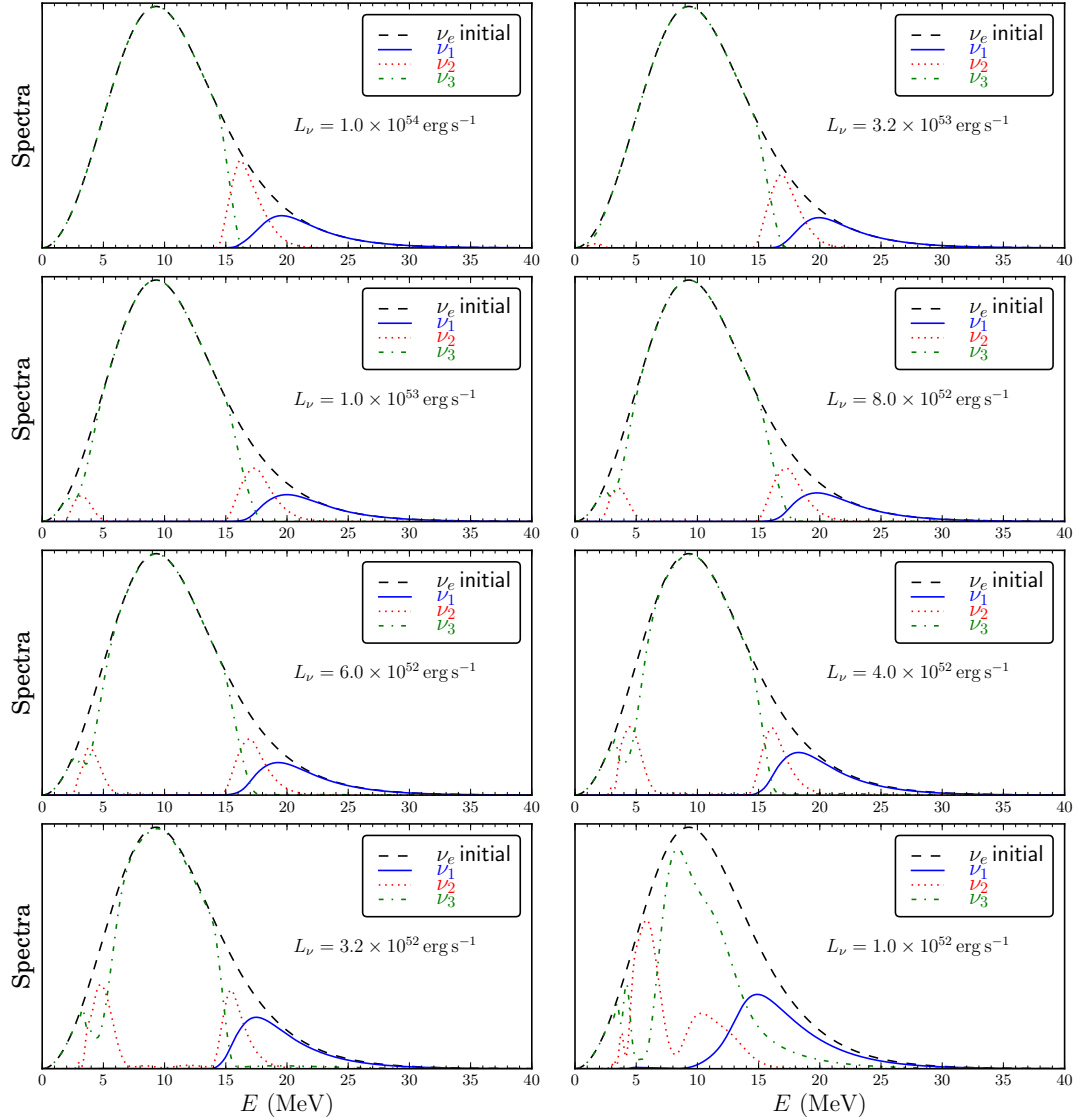 Spectra
ν_e initial
ν_1
ν_2
ν_3
L_ν = 1.0 × 10^54 erg s^−1
0 5 10 15 20 25 30 35 40
ν_e initial
ν_1
ν_2
ν_3
L_ν = 3.2 × 10^53 erg s^−1
0 5 10 15 20 25 30 35 40
Spectra
ν_e initial
ν_1
ν_2
ν_3
L_ν = 1.0 × 10^53 erg s^−1
0 5 10 15 20 25 30 35 40
ν_e initial
ν_1
ν_2
ν_3
L_ν = 8.0 × 10^52 erg s^−1
0 5 10 15 20 25 30 35 40
Spectra
ν_e initial
ν_1
ν_2
ν_3
L_ν = 6.0 × 10^52 erg s^−1
0 5 10 15 20 25 30 35 40
ν_e initial
ν_1
ν_2
ν_3
L_ν = 4.0 × 10^52 erg s^−1
0 5 10 15 20 25 30 35 40
Spectra
ν_e initial
ν_1
ν_2
ν_3
L_ν = 3.2 × 10^52 erg s^−1
0 5 10 15 20 25 30 35 40
E (MeV)
ν_e initial
ν_1
ν_2
ν_3
L_ν = 1.0 × 10^52 erg s^−1
0 5 10 15 20 25 30 35 40
E (MeV)